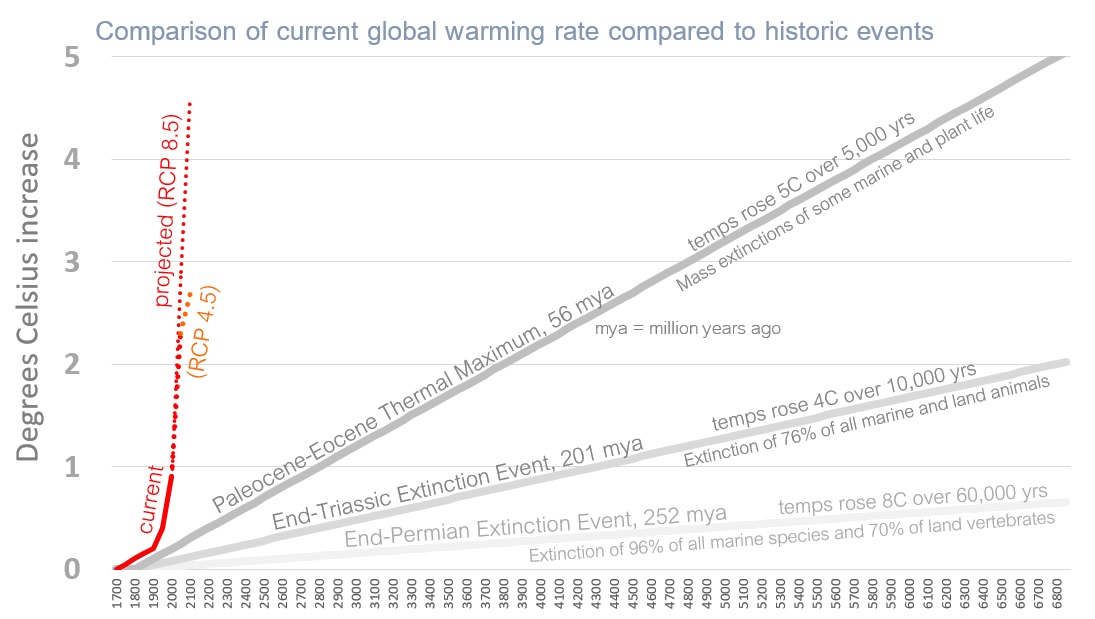 Comparison of current global warming rate compared to historic events
Degrees Celsius increase
5
4
3
2
1
0
projected (RCP 8.5)
(RCP 4.5)
current
temps rose 5C over 5,000 yrs
Mass extinctions of some marine and plant life
Paleocene-Eocene Thermal Maximum, 56 mya
mya = million years ago
temps rose 4C over 10,000 yrs
Extinction of 76% of all marine and land animals
End-Triassic Extinction Event, 201 mya
temps rose 8C over 60,000 yrs
End-Permian Extinction Event, 252 mya
Extinction of 96% of all marine species and 70% of land vertebrates
1700 1800 1900 2000 2100 2200 2300 2400 2500 2600 2700 2800 2900 3000 3100 3200 3300 3400 3500 3600 3700 3800 3900 4000 4100 4200 4300 4400 4500 4600 4700 4800 4900 5000 5100 5200 5300 5400 5500 5600 5700 5800 5900 6000 6100 6200 6300 6400 6500 6600 6700 6800